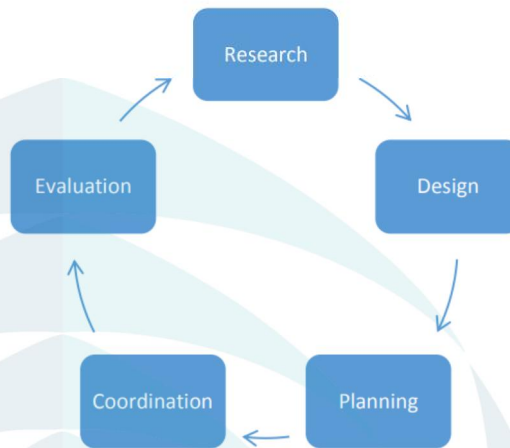 Research
Design
Planning
Coordination
Evaluation